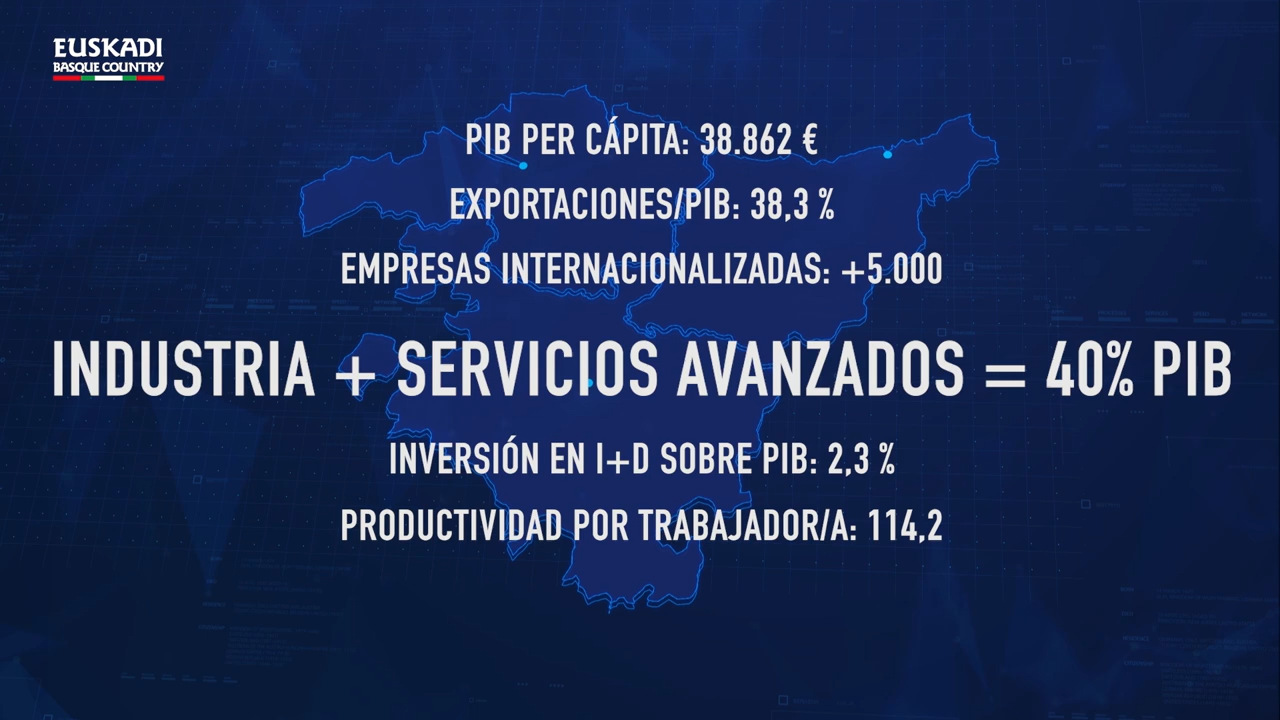 EUSKADI
BASQUE COUNTRY
PIB PER CÁPITA: 38.862 €
EXPORTACIONES/PIB: 38,3 %
EMPRESAS INTERNACIONALIZADAS: +5.000
INDUSTRIA + SERVICIOS AVANZADOS = 40% PIB
INVERSIÓN EN I+D SOBRE PIB: 2,3 %
PRODUCTIVIDAD POR TRABAJADOR/A: 114,2